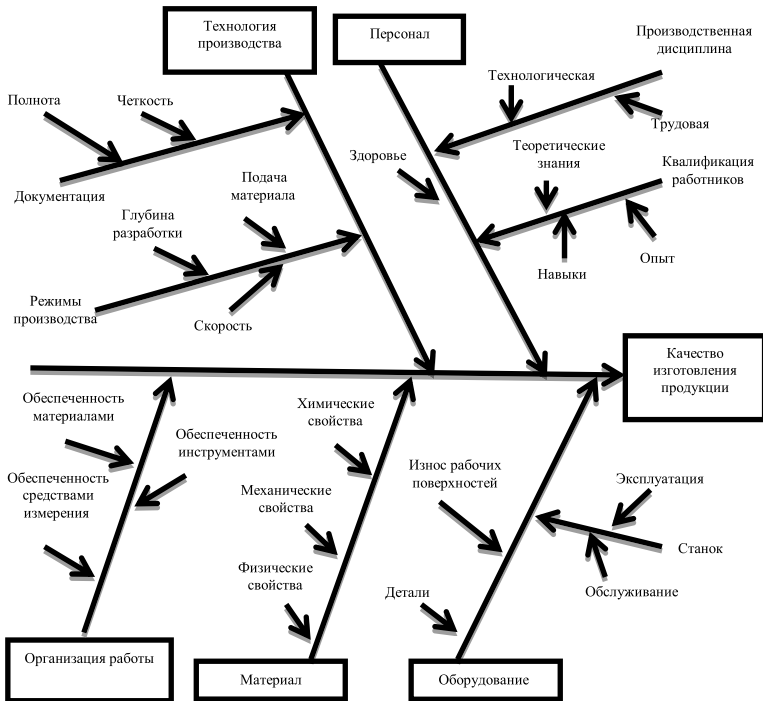 Технология
производства
Персонал
Производственная
дисциплина
Технологическая
Полнота
Четкость
Трудовая
Теоретические
знания
Здоровье
Квалификация
работников
Подача
материала
Документация
Глубина
разработки
Опыт
Навыки
Режимы
производства
Скорость
Качество
изготовления
продукции
Обеспеченность
материалами
Химические
свойства
Обеспеченность
инструментами
Износ рабочих
поверхностей
Обеспеченность
средствами
измерения
Эксплуатация
Механические
свойства
Станок
Физические
свойства
Детали
Обслуживание
Организация работы
Материал
Оборудование